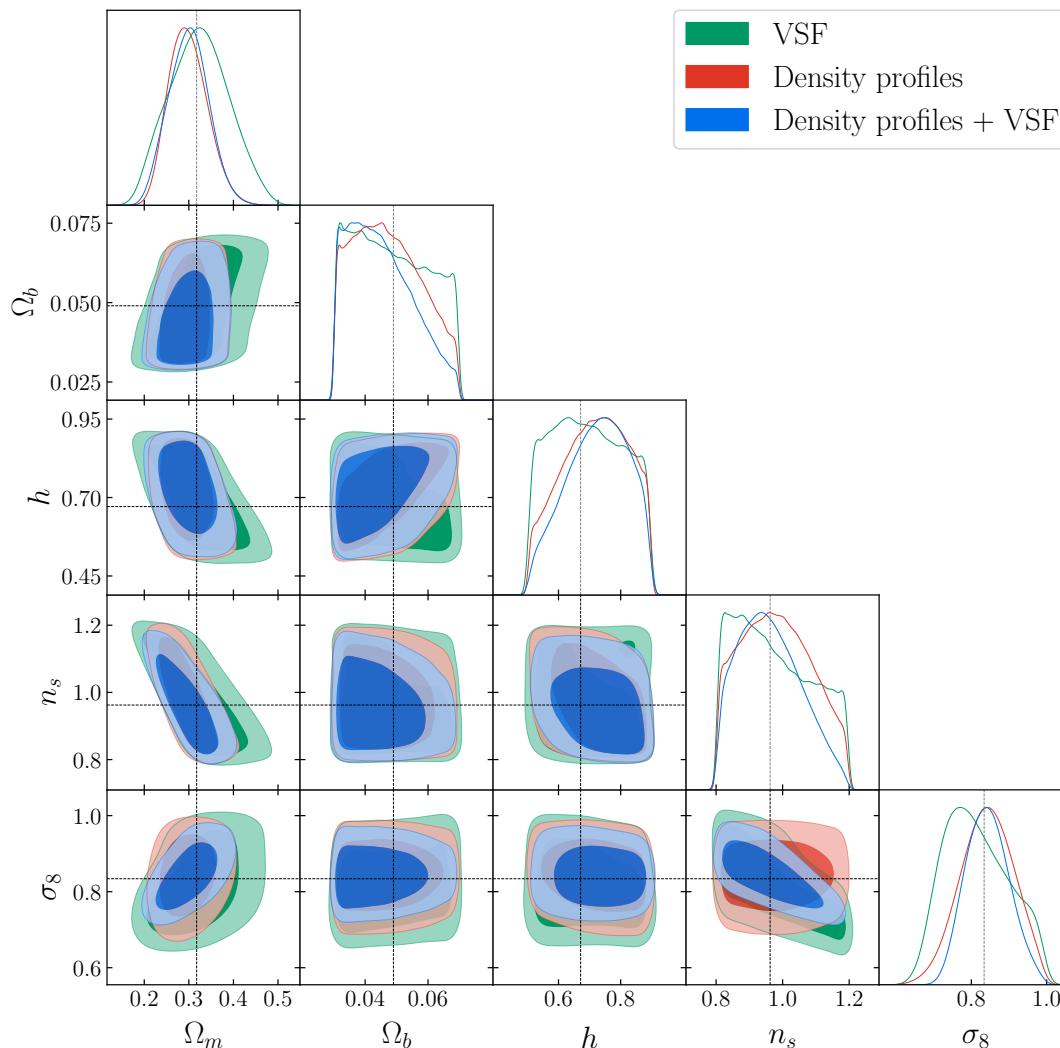 VSF
Density profiles
Density profiles + VSF
0.075
0.050
0.025
Ω_b
0.95
0.70
0.45
h
1.2
1.0
0.8
n_s
1.0
0.8
0.6
σ_8
0.2 0.3 0.4 0.5
0.04 0.06
0.6 0.8
0.8 1.0 1.2
0.8 1.0
Ω_m
Ω_b
h
n_s
σ_8